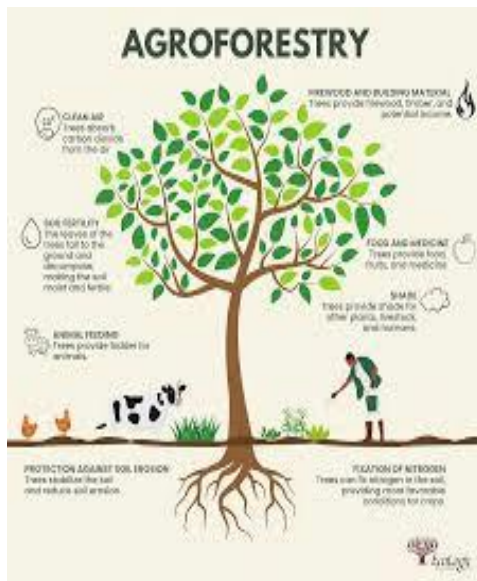 AGROFORESTRY
FIREWOOD AND BUILDING MATERIAL
Trees provide firewood, timber, and
potential income.
CLEAN AIR
Trees absorb
carbon dioxide
from the air
SOIL FERTILITY
The leaves of the
trees fall to the
ground and
decompose,
making the soil
moist and fertile.
FOOD AND MEDICINE
Trees provide food,
fruits, and medicine
SHADE
Trees provide shade for
other plants, livestock,
and humans.
ANIMAL FEEDING
Trees provide fodder for
animals.
PROTECTION AGAINST SOIL EROSION
Trees stabilize the soil
and reduce soil erosion.
FIXATION OF NITROGEN
Trees can fix nitrogen in the soil,
providing more favorable
conditions for crops.
Ecology